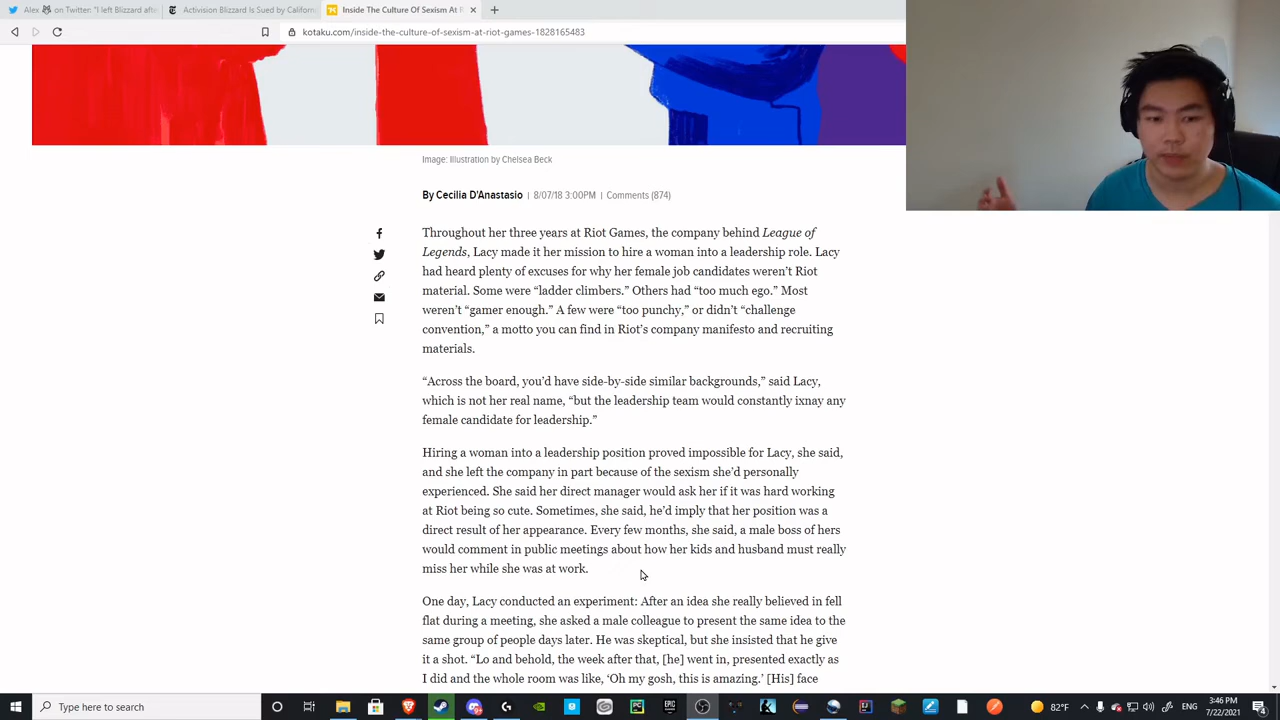 Alex on Twitter: "I left Blizzard afte
Activision Blizzard Is Sued by Californi
Inside The Culture Of Sexism At R
kotaku.com/inside-the-culture-of-sexism-at-riot-games-1828165483
Image: Illustration by Chelsea Beck
By Cecilia D'Anastasio | 8/07/18 3:00PM | Comments (874)
Throughout her three years at Riot Games, the company behind League of
Legends, Lacy made it her mission to hire a woman into a leadership role. Lacy
had heard plenty of excuses for why her female job candidates weren't Riot
material. Some were “ladder climbers.” Others had “too much ego.” Most
weren't “gamer enough.” A few were “too punchy,” or didn't “challenge
convention,” a motto you can find in Riot's company manifesto and recruiting
materials.
“Across the board, you'd have side-by-side similar backgrounds,” said Lacy,
which is not her real name, “but the leadership team would constantly ixnay any
female candidate for leadership.”
Hiring a woman into a leadership position proved impossible for Lacy, she said,
and she left the company in part because of the sexism she'd personally
experienced. She said her direct manager would ask her if it was hard working
at Riot being so cute. Sometimes, she said, he'd imply that her position was a
direct result of her appearance. Every few months, she said, a male boss of hers
would comment in public meetings about how her kids and husband must really
miss her while she was at work.
One day, Lacy conducted an experiment: After an idea she really believed in fell
flat during a meeting, she asked a male colleague to present the same idea to the
same group of people days later. He was skeptical, but she insisted that he give
it a shot. “Lo and behold, the week after that, [he] went in, presented exactly as
I did and the whole room was like, ‘Oh my gosh, this is amazing.’ [His] face
Type here to search
82°F
3:46 PM
7/22/2021